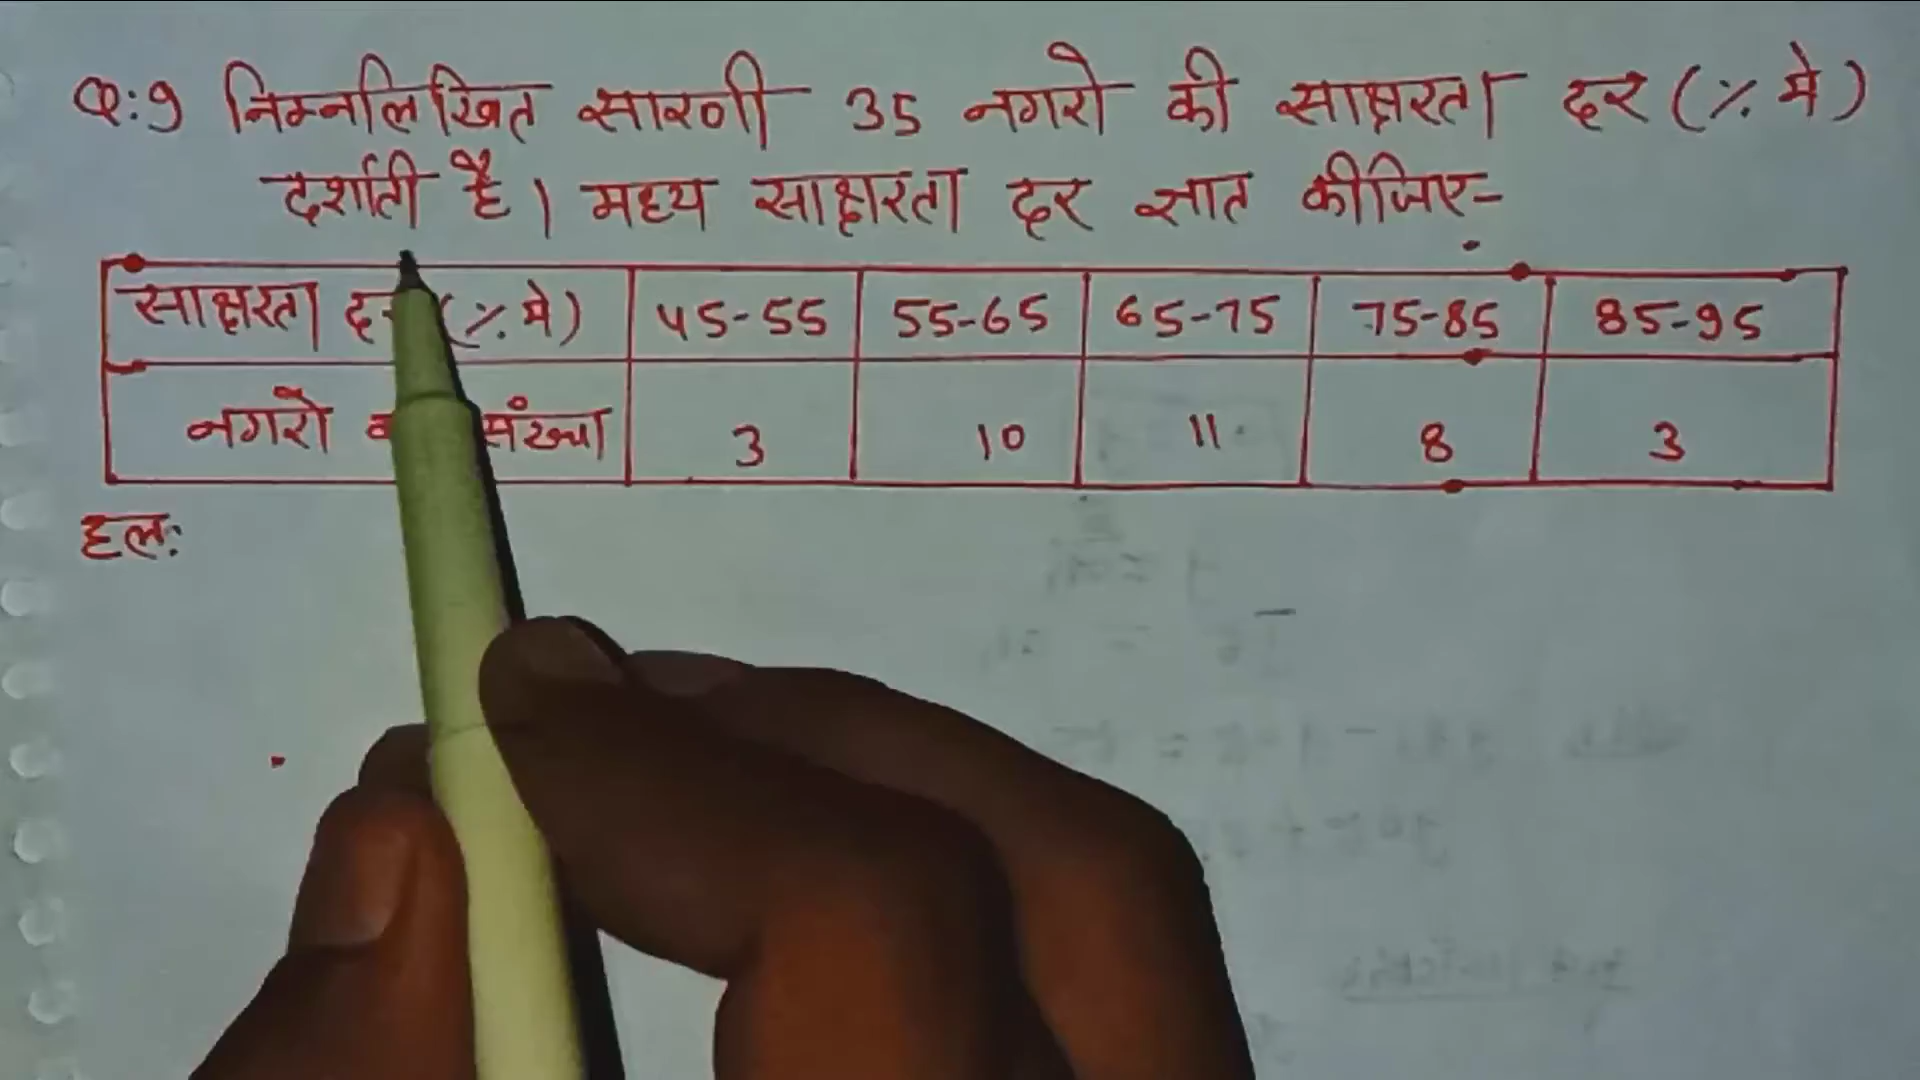 Q:9 निम्नलिखित सारणी 35 नगरो की साक्षरता दर (% मे)
दर्शाती है। मध्य साक्षरता दर ज्ञात कीजिए-
साक्षरता (% मे) 45-55 55-65 65-75 75-85 85-95
नगरो संख्या 3 10 11 8 3
हल: